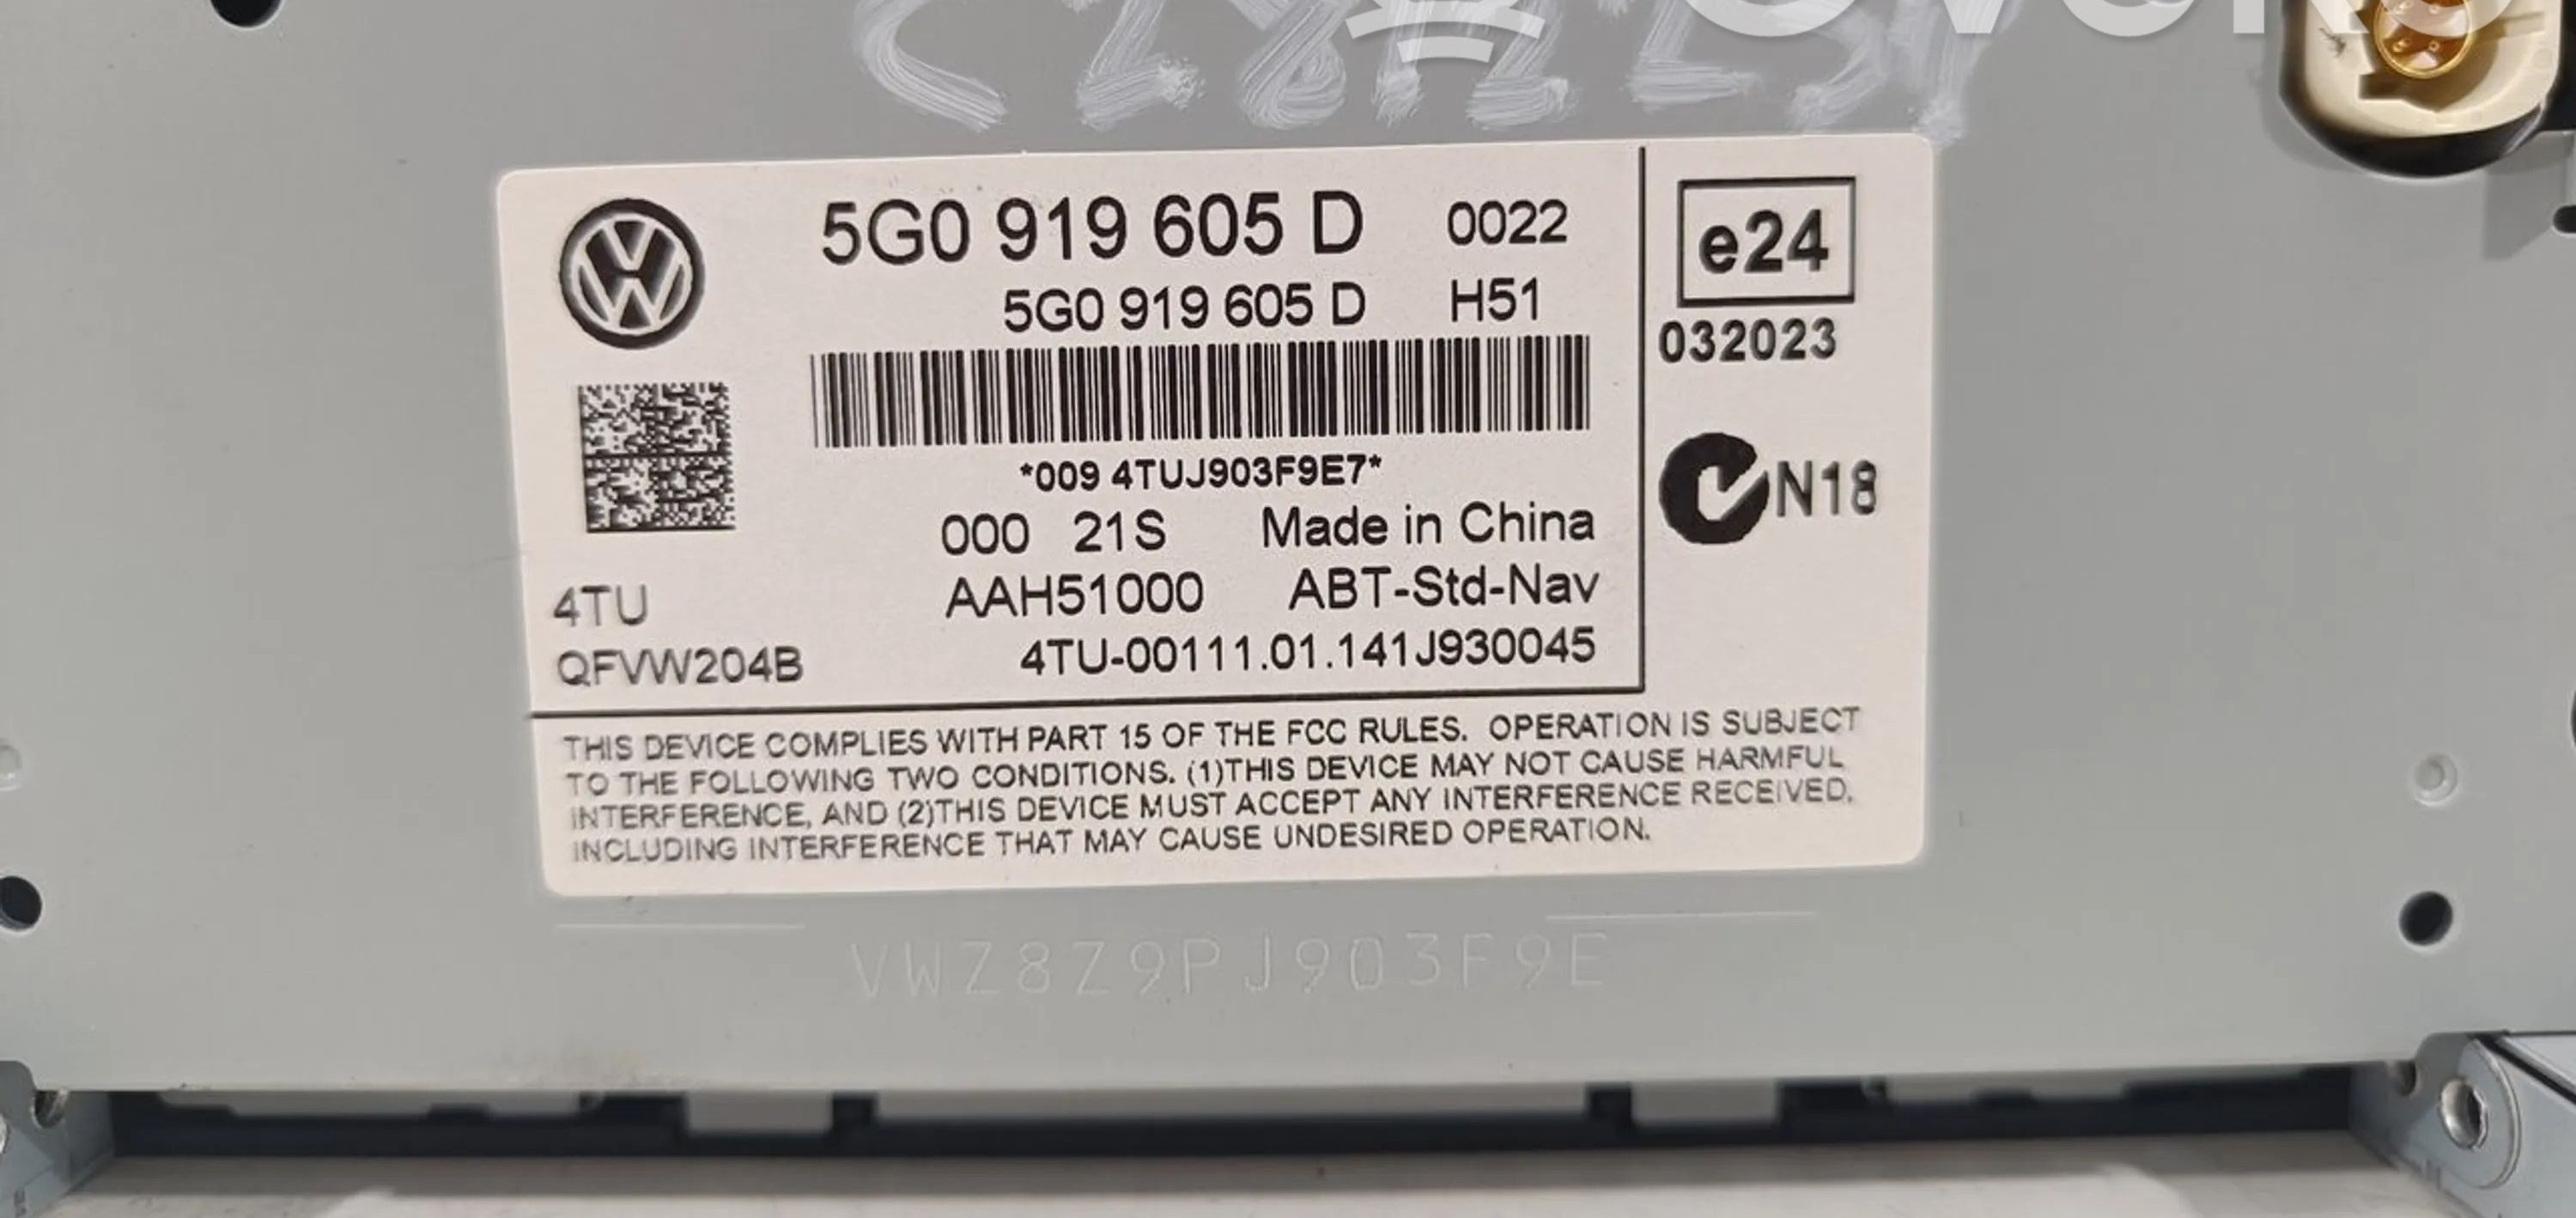 5G0 919 605 D 0022
5G0 919 605 D H51
*009 4TUJ903F9E7*
000 21S Made in China
AAH51000 ABT-Std-Nav
4TU-00111.01.141J930045
4TU
QFVW204B
e24
032023
N18
THIS DEVICE COMPLIES WITH PART 15 OF THE FCC RULES. OPERATION IS SUBJECT
TO THE FOLLOWING TWO CONDITIONS. (1)THIS DEVICE MAY NOT CAUSE HARMFUL
INTERFERENCE, AND (2)THIS DEVICE MUST ACCEPT ANY INTERFERENCE RECEIVED,
INCLUDING INTERFERENCE THAT MAY CAUSE UNDESIRED OPERATION.
VWZ8Z9PJ903F9E